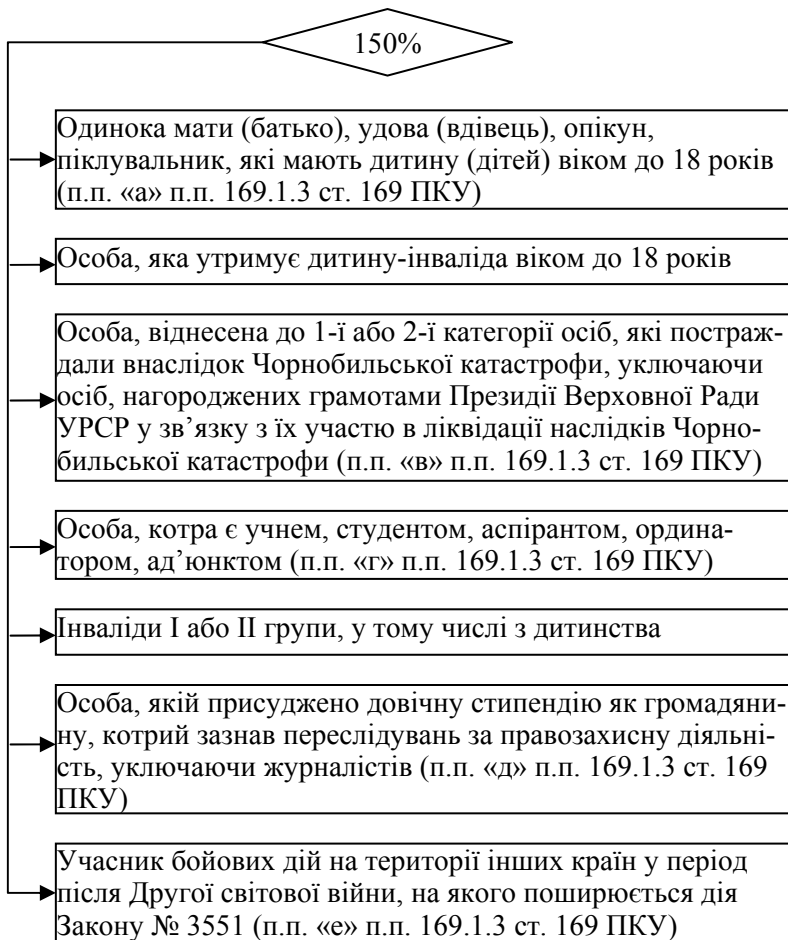 150%
Одинока мати (батько), удова (вдівець), опікун,
піклувальник, які мають дитину (дітей) віком до 18 років
(п.п. «а» п.п. 169.1.3 ст. 169 ПКУ)
Особа, яка утримує дитину-інваліда віком до 18 років
Особа, віднесена до 1-ї або 2-ї категорії осіб, які постраж-
дали внаслідок Чорнобильської катастрофи, уключаючи
осіб, нагороджених грамотами Президії Верховної Ради
УРСР у зв’язку з їх участю в ліквідації наслідків Чорно-
бильської катастрофи (п.п. «в» п.п. 169.1.3 ст. 169 ПКУ)
Особа, котра є учнем, студентом, аспірантом, ордина-
тором, ад’юнктом (п.п. «г» п.п. 169.1.3 ст. 169 ПКУ)
Інваліди І або ІІ групи, у тому числі з дитинства
Особа, якій присуджено довічну стипендію як громадяни-
ну, котрий зазнав переслідувань за правозахисну діяльні-
сть, уключаючи журналістів (п.п. «д» п.п. 169.1.3 ст. 169
ПКУ)
Учасник бойових дій на території інших країн у період
після Другої світової війни, на якого поширюється дія
Закону № 3551 (п.п. «е» п.п. 169.1.3 ст. 169 ПКУ)